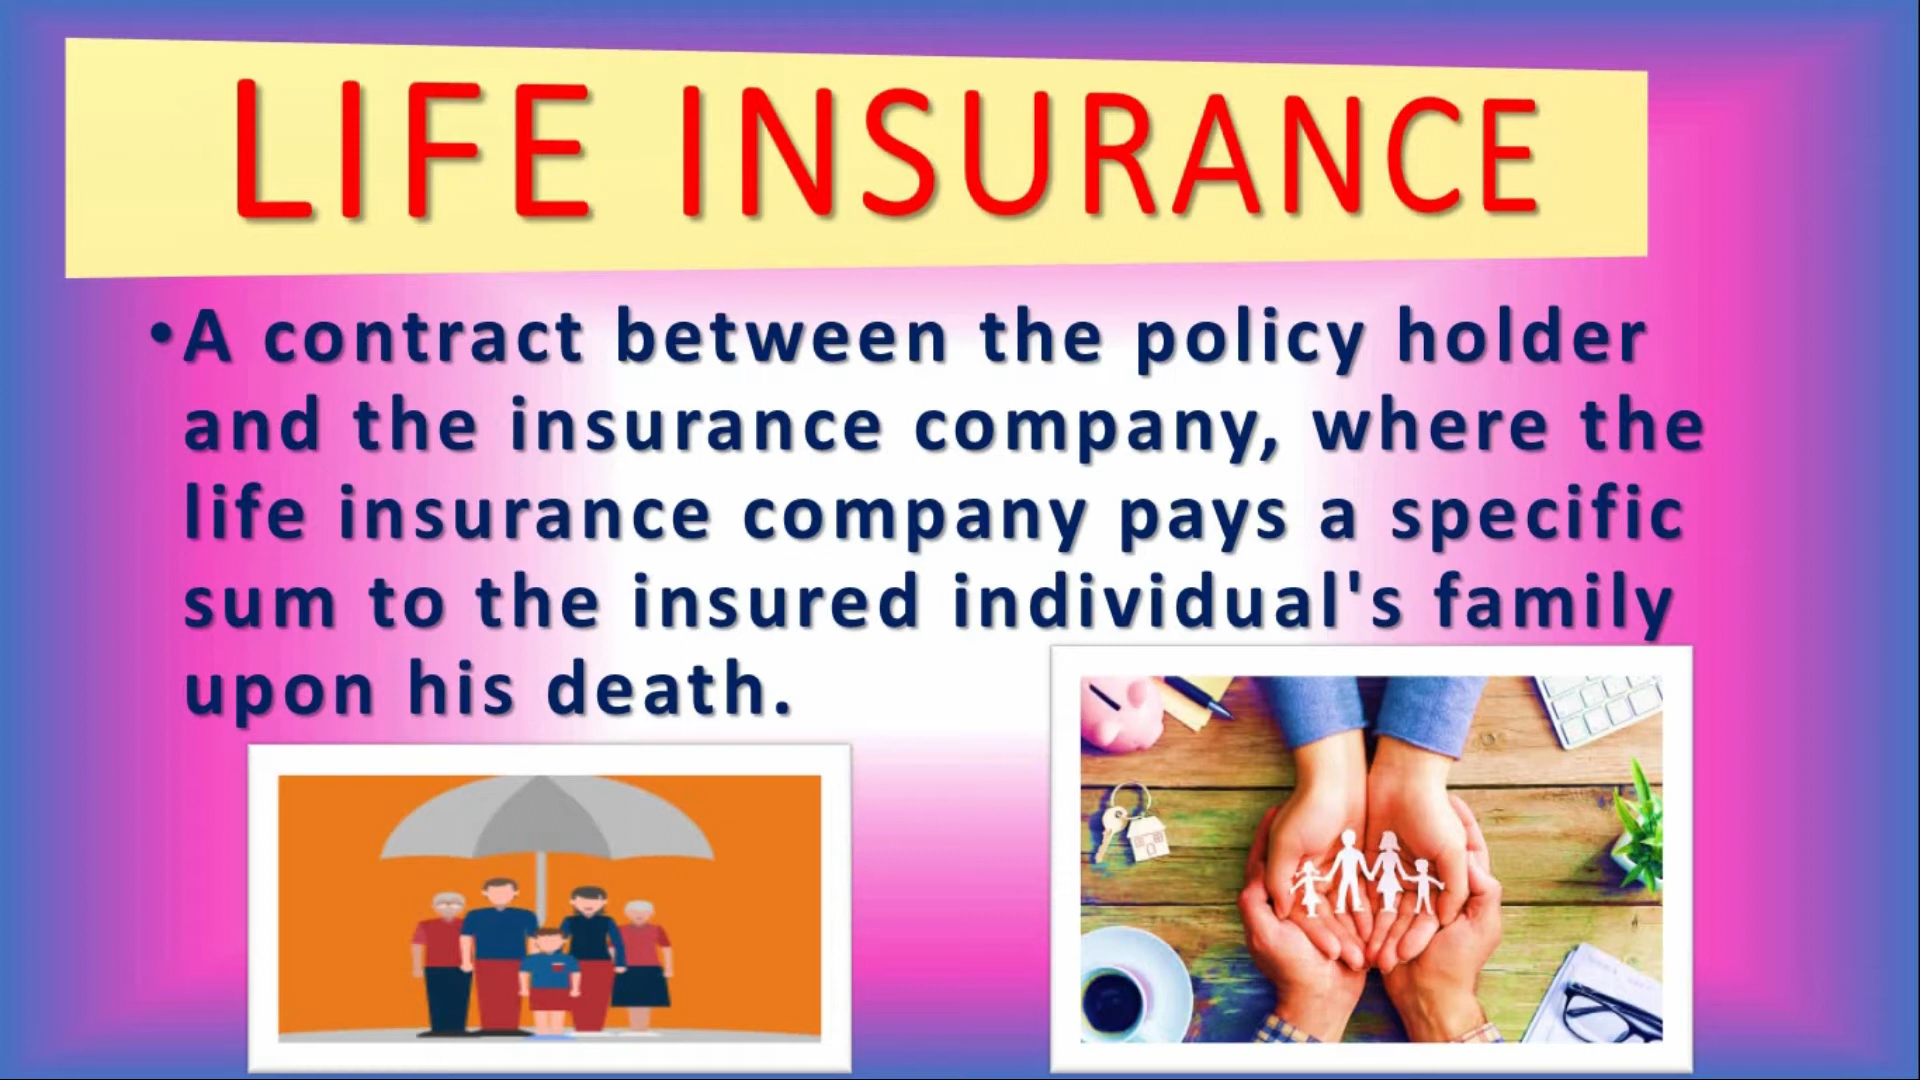 LIFE INSURANCE
•A contract between the policy holder
and the insurance company, where the
life insurance company pays a specific
sum to the insured individual's family
upon his death.